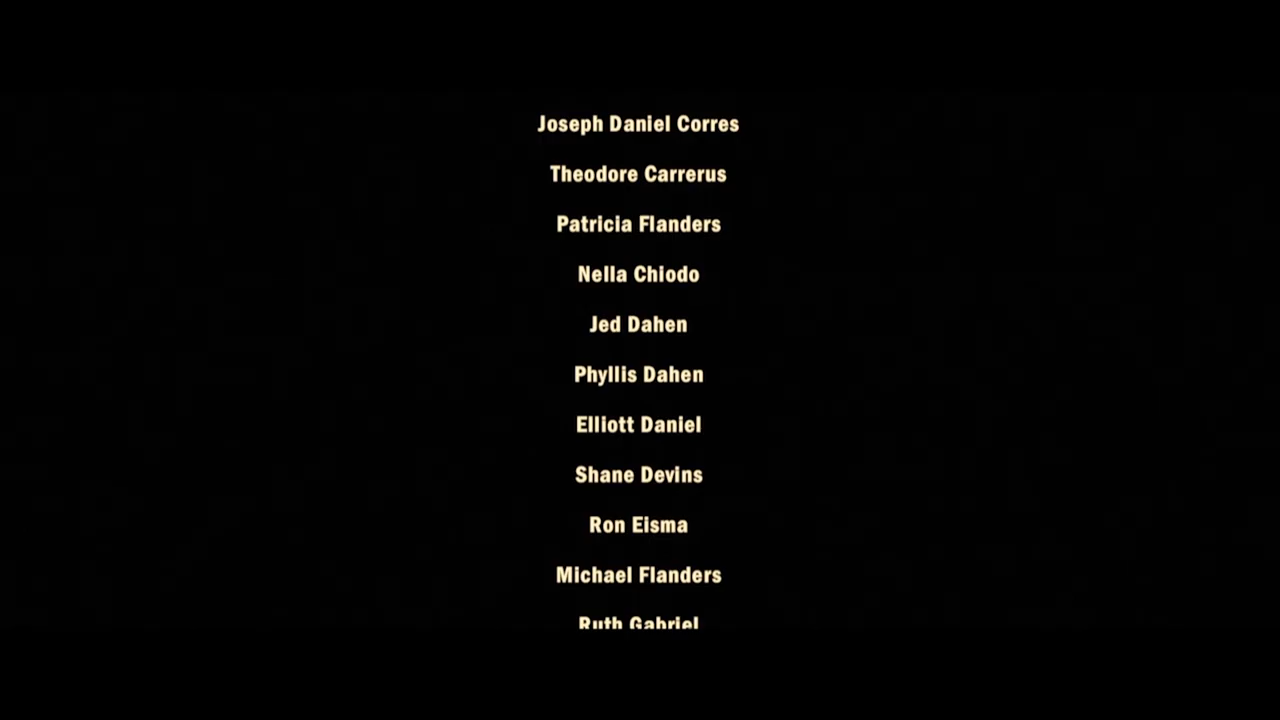 Joseph Daniel Corres
Theodore Carrerus
Patricia Flanders
Nella Chiodo
Jed Dahen
Phyllis Dahen
Elliott Daniel
Shane Devins
Ron Eisma
Michael Flanders
Ruth Gabriel